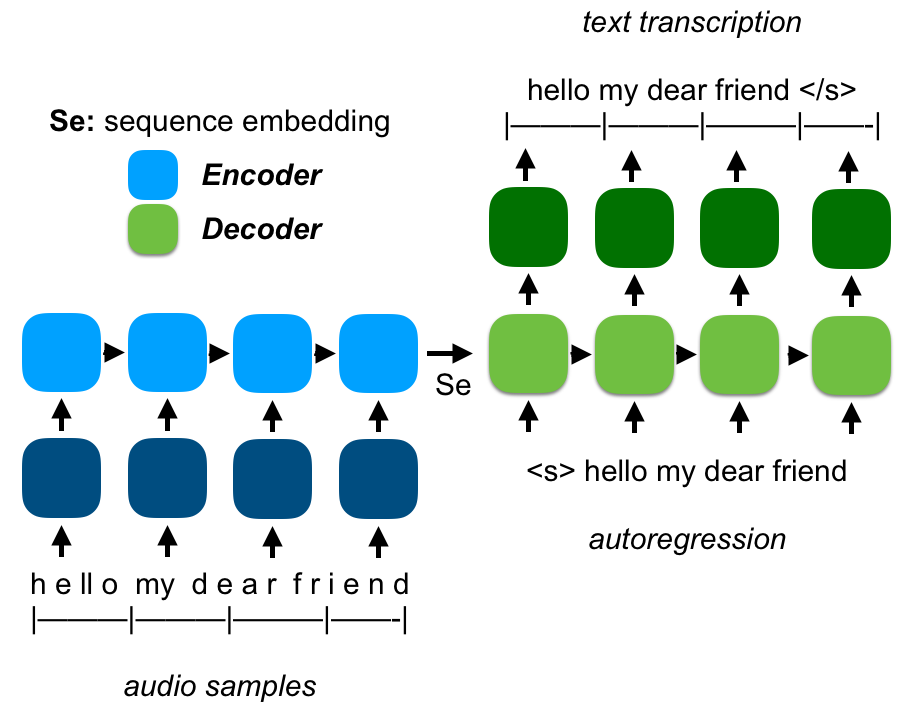 text transcription
hello my dear friend </s>
|———|———|———|——-|
Se: sequence embedding
Encoder
Decoder
Se
<s> hello my dear friend
autoregression
h e ll o  my  d e a r  f r i e n d
|———|———|———|——-|
audio samples